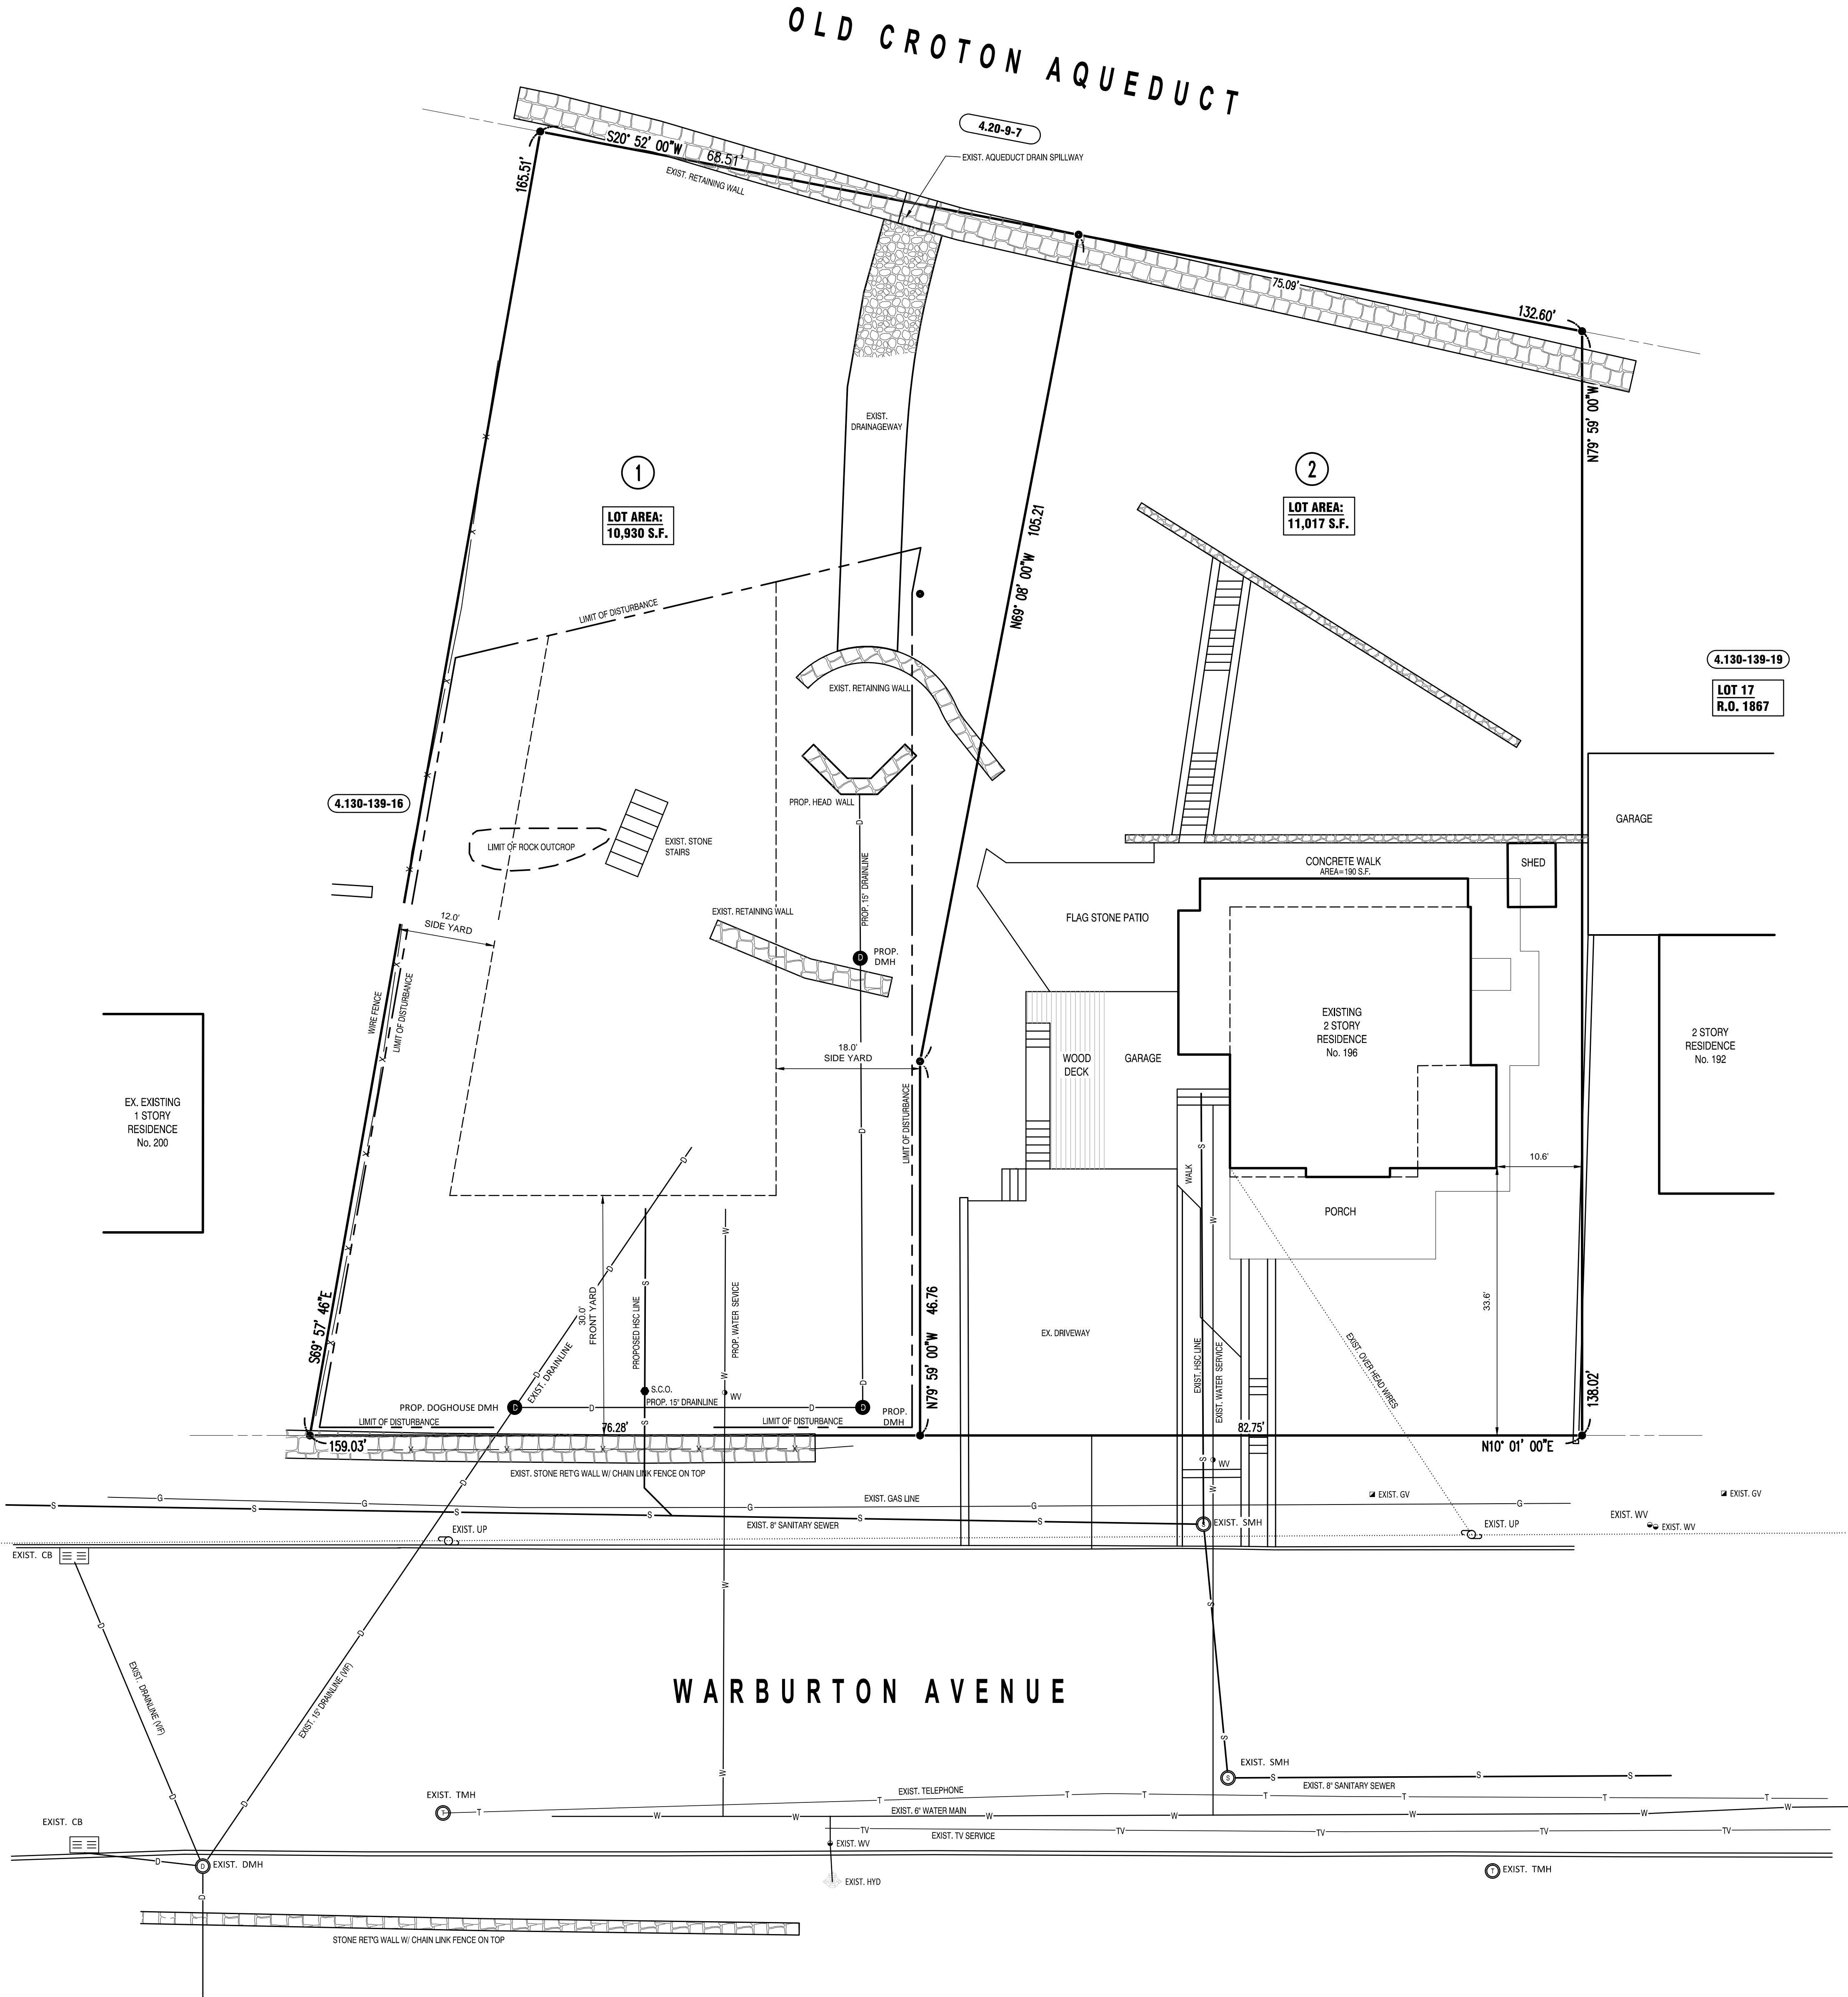 OLD CROTON AQUEDUCT
4.20-9-7
EXIST. AQUEDUCT DRAIN SPILLWAY
S20° 52' 00"W
68.51'
165.51'
EXIST. RETAINING WALL
75.09'
132.60'
N79° 59' 00"W
EXIST.
DRAINAGEWAY
1
LOT AREA:
10,930 S.F.
2
LOT AREA:
11,017 S.F.
N69° 08' 00"W 105.21
LIMIT OF DISTURBANCE
4.130-139-19
LOT 17
R.O. 1867
EXIST. RETAINING WALL
4.130-139-16
PROP. HEAD WALL
D
LIMIT OF ROCK OUTCROP
EXIST. STONE
STAIRS
PROP. 15" DRAINLINE
GARAGE
CONCRETE WALK
AREA=190 S.F.
SHED
12.0'
SIDE YARD
EXIST. RETAINING WALL
FLAG STONE PATIO
PROP.
DMH
D
WIRE FENCE
LIMIT OF DISTURBANCE
18.0'
SIDE YARD
WOOD
DECK
GARAGE
EXISTING
2 STORY
RESIDENCE
No. 196
2 STORY
RESIDENCE
No. 192
EX. EXISTING
1 STORY
RESIDENCE
No. 200
LIMIT OF DISTURBANCE
WALK
10.6'
PORCH
S69° 57' 46"E
30.0'
FRONT YARD
PROPOSED HSC LINE
PROP. WATER SEVICE
N79° 59' 00"W 46.76
EX. DRIVEWAY
EXIST. HSC LINE
EXIST. WATER SERVICE
EXIST. OVER HEAD WIRES
33.6'
138.02'
EXIST. DRAINLINE
S.C.O.
WV
PROP. DOGHOUSE DMH
D
PROP. 15" DRAINLINE
D
PROP.
DMH
LIMIT OF DISTURBANCE
LIMIT OF DISTURBANCE
76.28'
82.75'
159.03'
N10° 01' 00"E
WV
EXIST. STONE RET'G WALL W/ CHAIN LINK FENCE ON TOP
EXIST. GAS LINE
EXIST. GV
EXIST. GV
EXIST. 8" SANITARY SEWER
EXIST. SMH
EXIST. UP
EXIST. UP
EXIST. WV
EXIST. WV
EXIST. CB
EXIST. DRAINLINE (VIF)
EXIST. 15" DRAINLINE (VIF)
WARBURTON AVENUE
EXIST. SMH
EXIST. 8" SANITARY SEWER
EXIST. TMH
EXIST. TELEPHONE
EXIST. 6" WATER MAIN
EXIST. TV SERVICE
EXIST. CB
EXIST. WV
EXIST. DMH
EXIST. TMH
EXIST. HYD
STONE RET'G WALL W/ CHAIN LINK FENCE ON TOP